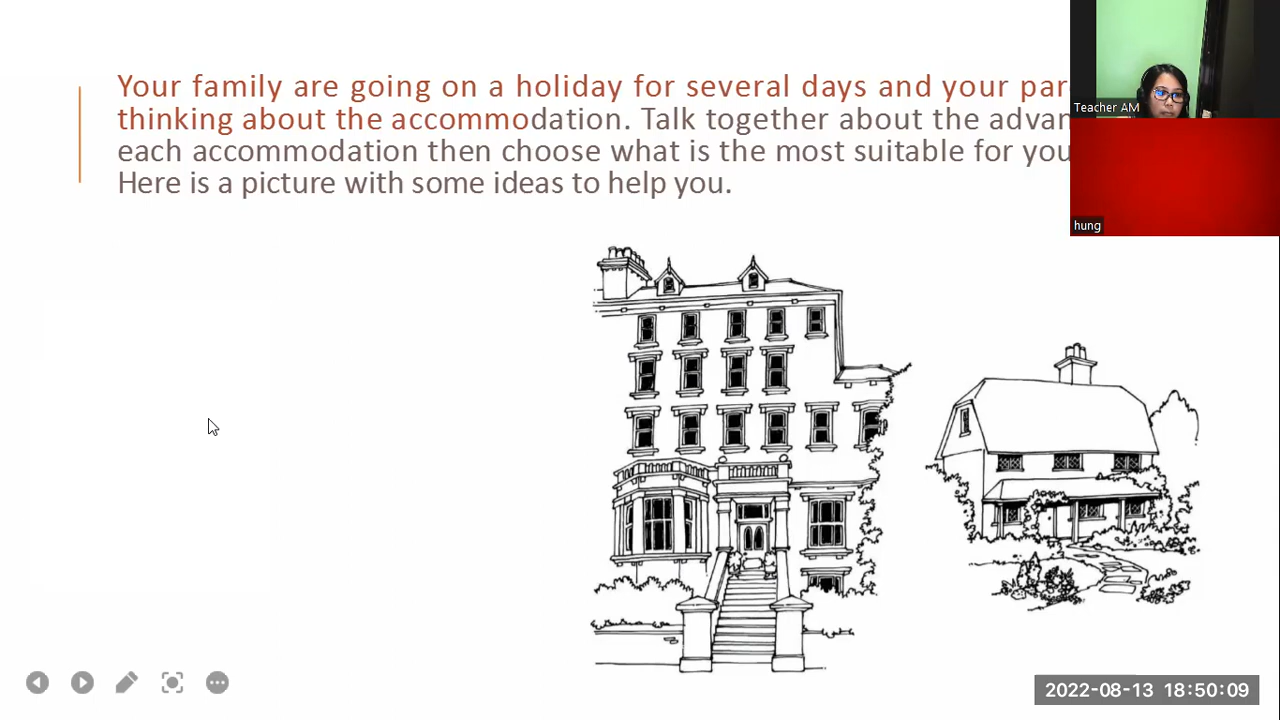 Your family are going on a holiday for several days and your par
thinking about the accommodation. Talk together about the advan
each accommodation then choose what is the most suitable for you
Here is a picture with some ideas to help you.
Teacher AM
hung
2022-08-13 18:50:09